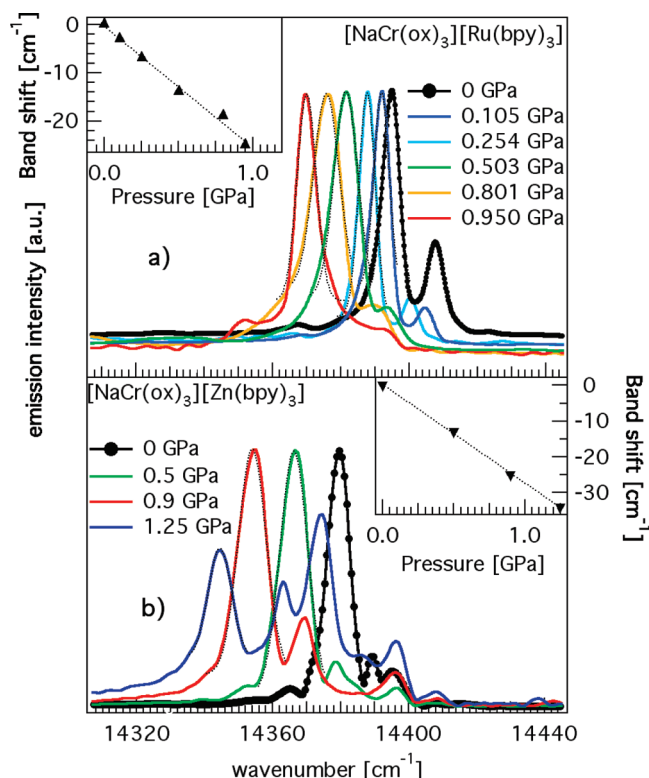 Band shift [cm⁻¹]
0
-10
-20
0.0
1.0
Pressure [GPa]
[NaCr(ox)₃][Ru(bpy)₃]
0 GPa
0.105 GPa
0.254 GPa
0.503 GPa
0.801 GPa
0.950 GPa
a)
emission intensity [a.u.]
[NaCr(ox)₃][Zn(bpy)₃]
0 GPa
0.5 GPa
0.9 GPa
1.25 GPa
b)
0
-10
-20
-30
Band shift [cm⁻¹]
0.0
1.0
Pressure [GPa]
14320
14360
14400
14440
wavenumber [cm⁻¹]